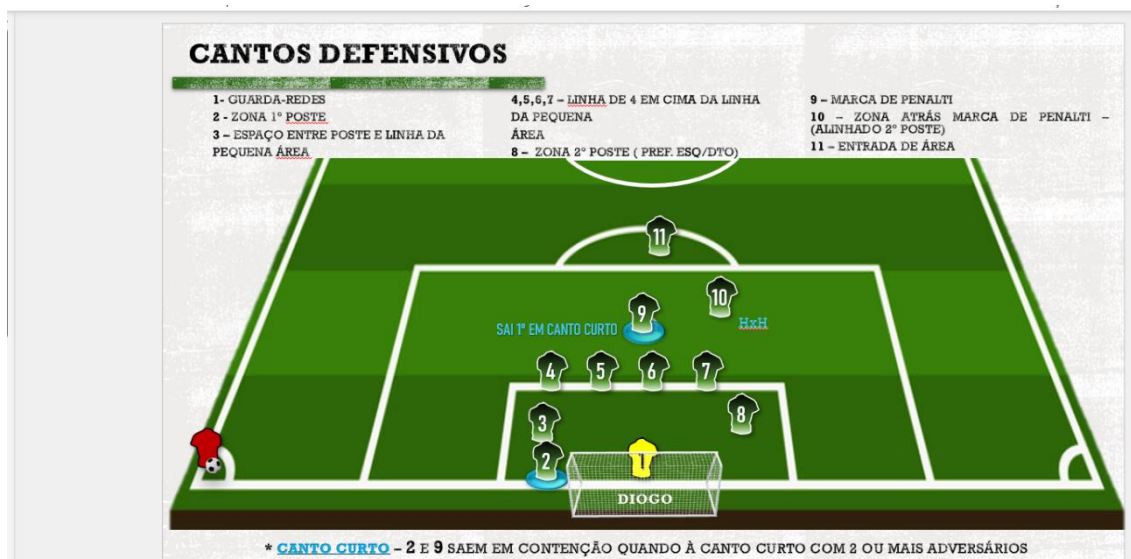 CANTOS DEFENSIVOS
1- GUARDA-REDES
2 - ZONA 1º POSTE
3 – ESPAÇO ENTRE POSTE E LINHA DA
PEQUENA ÁREA
4,5,6,7 – LINHA DE 4 EM CIMA DA LINHA
DA PEQUENA
ÁREA
8 – ZONA 2º POSTE ( PREF. ESQ/DTO)
9 – MARCA DE PENALTI
10 – ZONA ATRÁS MARCA DE PENALTI –
(ALINHADO 2º POSTE)
11 – ENTRADA DE ÁREA
11
10
9
HxH
SAI 1º EM CANTO CURTO
4 5 6 7
3
8
2
1
DIOGO
* CANTO CURTO – 2 E 9 SAEM EM CONTENÇÃO QUANDO À CANTO CURTO COM 2 OU MAIS ADVERSÁRIOS